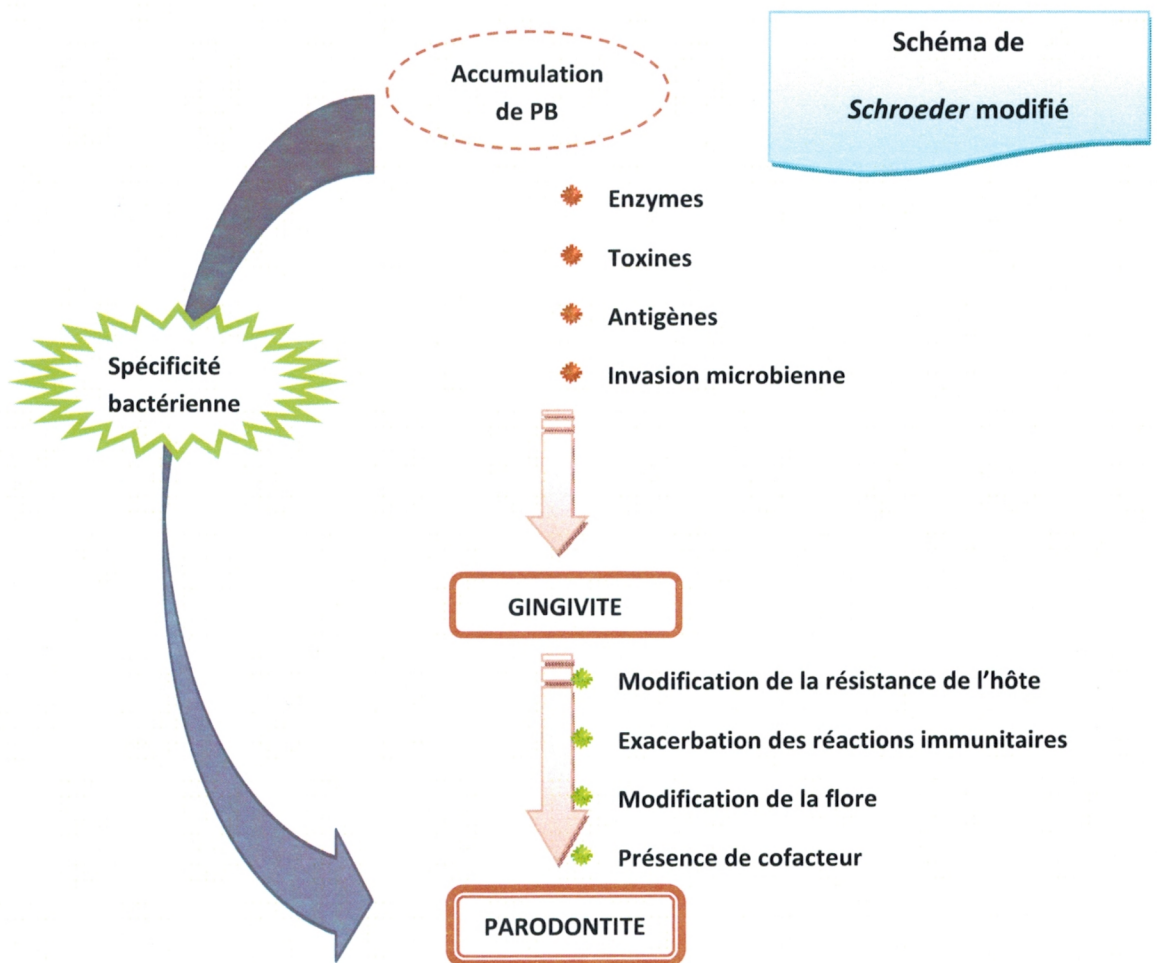 Accumulation
de PB
Schéma de
Schroeder modifié
Enzymes
Toxines
Antigènes
Invasion microbienne
Spécificité
bactérienne
GINGIVITE
Modification de la résistance de l'hôte
Exacerbation des réactions immunitaires
Modification de la flore
Présence de cofacteur
PARODONTITE